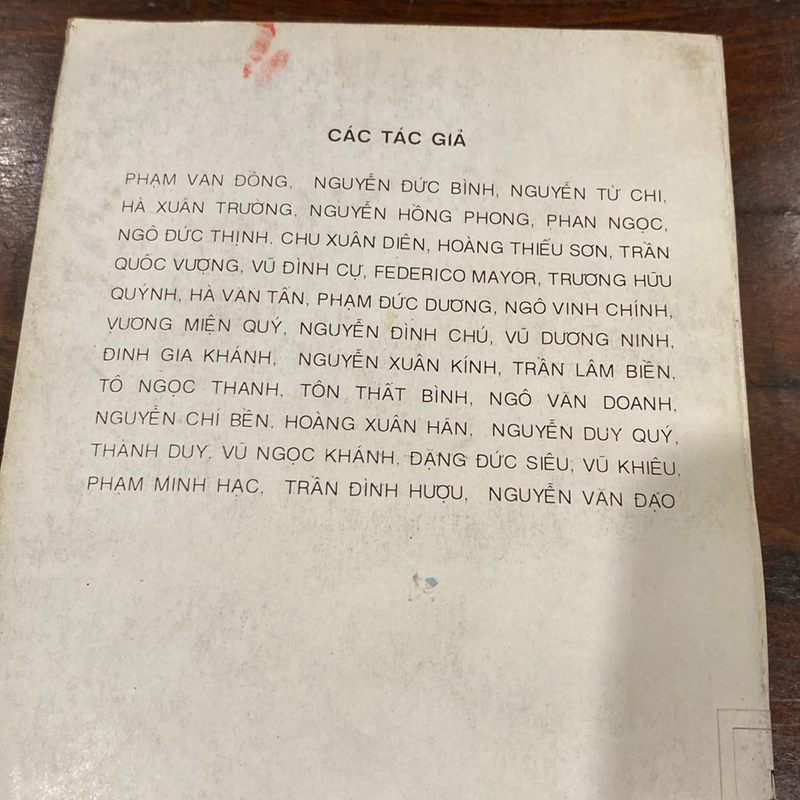 CÁC TÁC GIẢ
PHẠM VĂN ĐỒNG, NGUYỄN ĐỨC BÌNH, NGUYỄN TỪ CHI,
HÀ XUÂN TRƯỜNG, NGUYỄN HỒNG PHONG, PHAN NGỌC,
NGÔ ĐỨC THỊNH, CHU XUÂN DIÊN, HOÀNG THIẾU SƠN, TRẦN
QUỐC VƯỢNG, VŨ ĐÌNH CỰ, FEDERICO MAYOR, TRƯƠNG HỮU
QUÝNH, HÀ VĂN TẤN, PHẠM ĐỨC DƯƠNG, NGÔ VINH CHÍNH,
VƯƠNG MIỆN QUÝ, NGUYỄN ĐÌNH CHÚ, VŨ DƯƠNG NINH,
ĐINH GIA KHÁNH, NGUYỄN XUÂN KÍNH, TRẦN LÂM BIỀN,
TÔ NGỌC THANH, TÔN THẤT BÌNH, NGÔ VĂN DOANH,
NGUYỄN CHÍ BỀN, HOÀNG XUÂN HÃN, NGUYỄN DUY QUÝ,
THÀNH DUY, VŨ NGỌC KHÁNH, ĐẶNG ĐỨC SIÊU, VŨ KHIÊU,
PHẠM MINH HẠC, TRẦN ĐÌNH HƯỢU, NGUYỄN VĂN ĐẠO